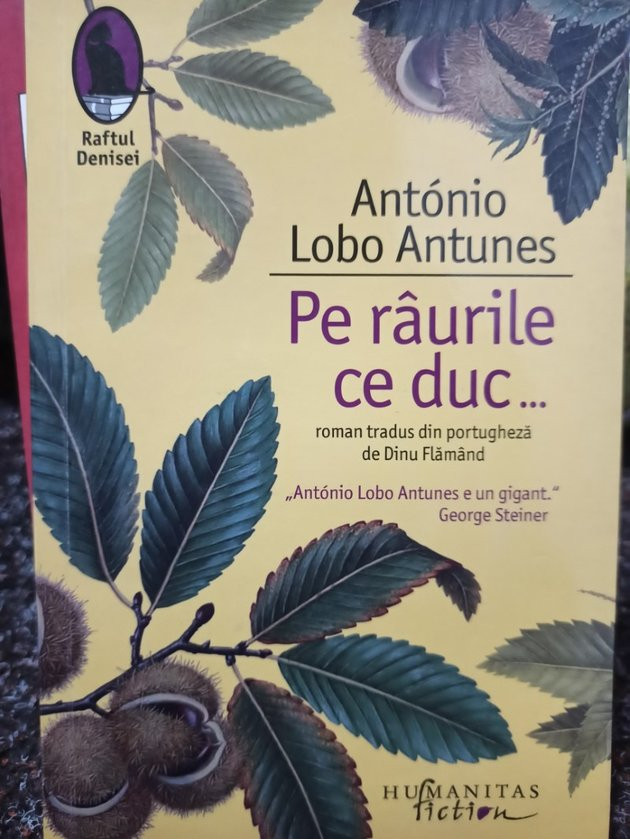 Raftul
Denisei
António
Lobo Antunes
Pe râurile
ce duc...
roman tradus din portugheză
de Dinu Flămând
„António Lobo Antunes e un gigant.“
George Steiner
HUMANITAS
fiction